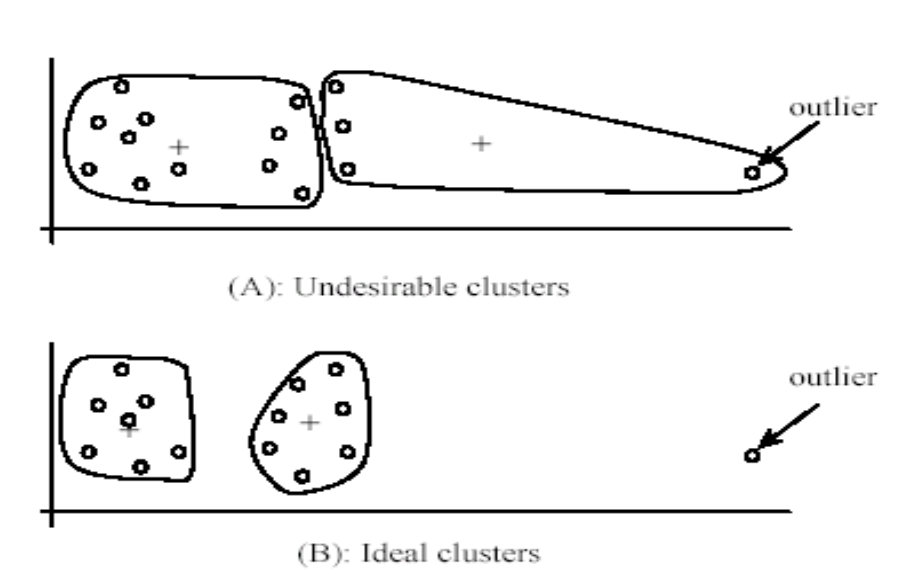 outlier
(A): Undesirable clusters
outlier
(B): Ideal clusters